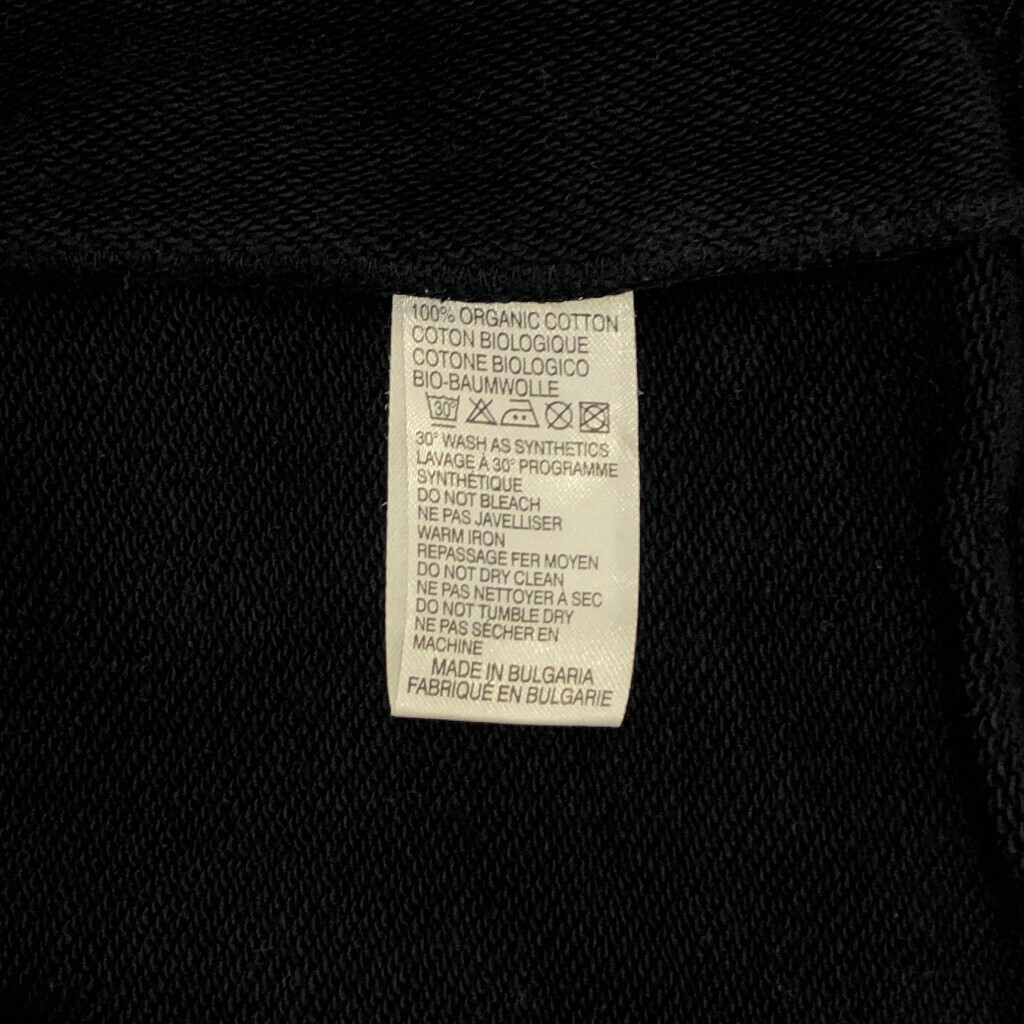 100% ORGANIC COTTON
COTON BIOLOGIQUE
COTONE BIOLOGICO
BIO-BAUMWOLLE
30°
30° WASH AS SYNTHETICS
LAVAGE À 30° PROGRAMME
SYNTHÉTIQUE
DO NOT BLEACH
NE PAS JAVELLISER
WARM IRON
REPASSAGE FER MOYEN
DO NOT DRY CLEAN
NE PAS NETTOYER À SEC
DO NOT TUMBLE DRY
NE PAS SÉCHER EN
MACHINE
MADE IN BULGARIA
FABRIQUÉ EN BULGARIE